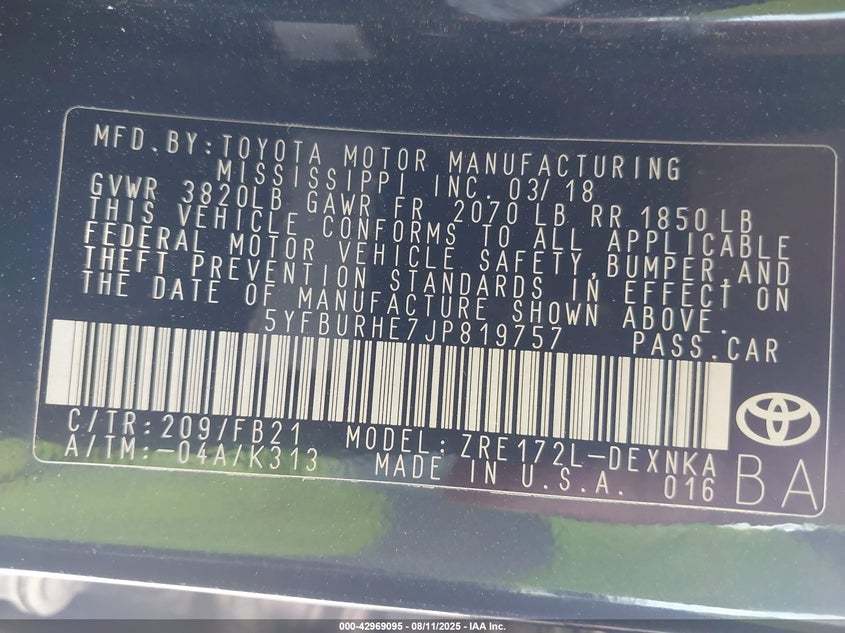 MFD.BY:TOYOTA MOTOR MANUFACTURING
MISSISSIPPI INC. 03/18
GVWR 3820LB GAWR FR 2070 LB RR 1850LB
THIS VEHICLE CONFORMS TO ALL APPLICABLE
FEDERAL MOTOR VEHICLE SAFETY,BUMPER,AND
THEFT PREVENTION STANDARDS IN EFFECT ON
THE DATE OF MANUFACTURE SHOWN ABOVE.
5YFBURHE7JP819757 PASS.CAR
C/TR:209/FB21 MODEL:ZRE172L-DEXNKA
A/TM:-04A/K313 MADE IN U.S.A. 016 BA
000-42969095 - 08/11/2025 - IAA Inc.